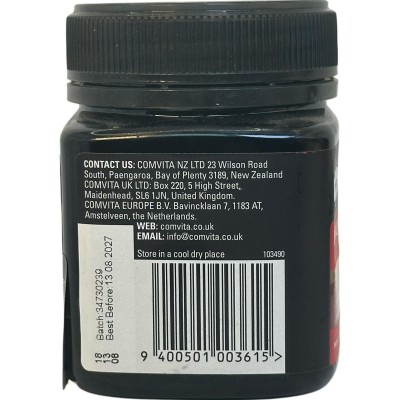 CONTACT US: COMVITA NZ LTD 23 Wilson Road
South, Paengaroa, Bay of Plenty 3189, New Zealand
COMVITA UK LTD: Box 220, 5 High Street,
Maidenhead, SL6 1JN, United Kingdom.
COMVITA EUROPE B.V. Bavincklaan 7, 1183 AT,
Amstelveen, the Netherlands.
WEB: comvita.co.uk
EMAIL: info@comvita.co.uk
Store in a cool dry place
103490
Batch 34730239
Best Before 13 08 2027
18
13
08
9 400501 003615 >